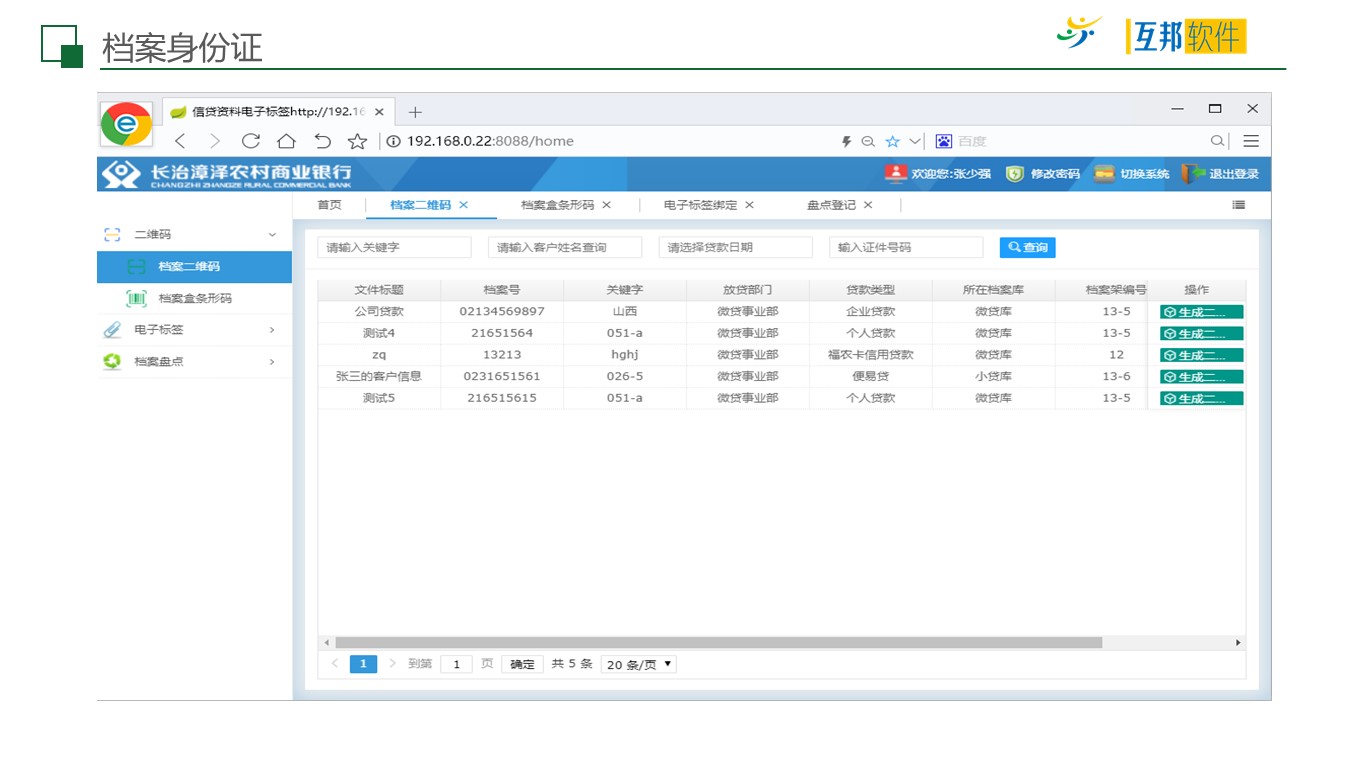 档案身份证
互邦软件
信贷资料电子标签http://192.16
192.168.0.22:8088/home
百度
长治漳泽农村商业银行
CHANGZHI ZHANGZE RURAL COMMERCIAL BANK
欢迎您:张少强 修改密码 切换系统 退出登录
首页 档案二维码 档案盒条形码 电子标签绑定 盘点登记
二维码
档案二维码
档案盒条形码
电子标签
档案盘点
请输入关键字 请输入客户姓名查询 请选择贷款日期 输入证件号码 查询
文件标题 档案号 关键字 放贷部门 贷款类型 所在档案库 档案架编号 操作
公司贷款 02134569897 山西 微贷事业部 企业贷款 微贷库 13-5 生成二...
测试4 21651564 051-a 微贷事业部 个人贷款 微贷库 13-5 生成二...
zq 13213 hghj 微贷事业部 福农卡信用贷款 微贷库 12 生成二...
张三的客户信息 0231651561 026-5 微贷事业部 便易贷 小贷库 13-6 生成二...
测试5 216515615 051-a 微贷事业部 个人贷款 微贷库 13-5 生成二...
1 到第 1 页 确定 共 5 条 20 条/页